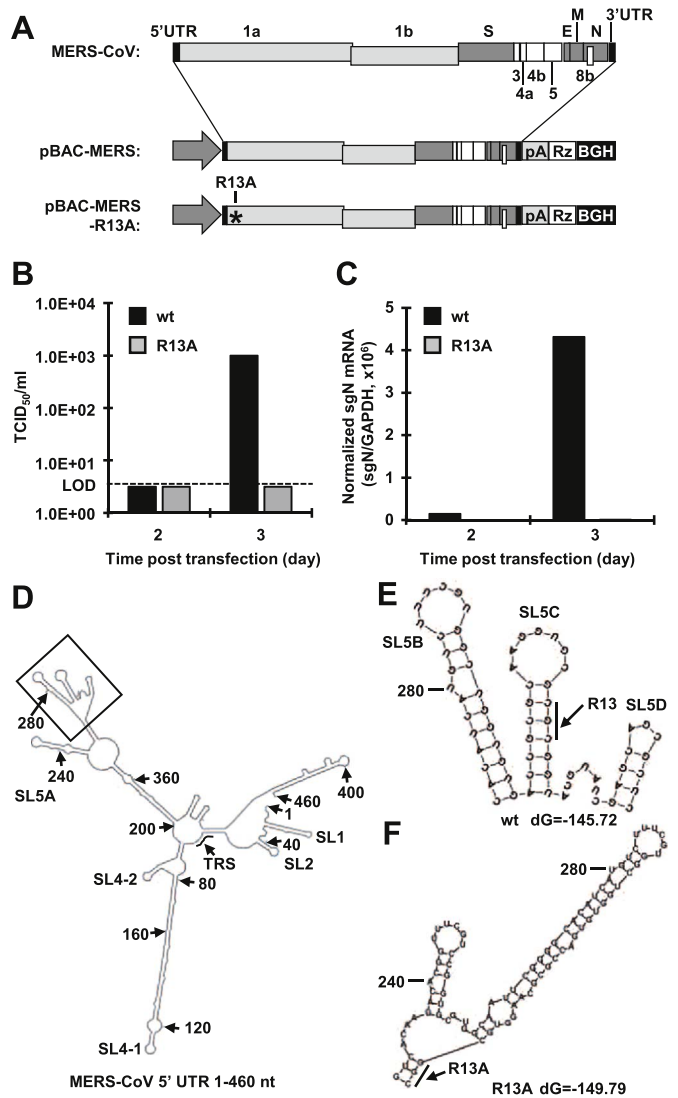 A
5'UTR 1a 1b S E M N 3'UTR
MERS-CoV:
3 4b 8b
4a 5
pBAC-MERS:
pA Rz BGH
R13A
pBAC-MERS
-R13A:
*
pA Rz BGH
B
1.0E+04
1.0E+03
1.0E+02
1.0E+01
LOD
1.0E+00
TCID50/ml
wt
R13A
2 3
Time post transfection (day)
C
5
4
3
2
1
0
Normalized sgN mRNA
(sgN/GAPDH, x10⁶)
wt
R13A
2 3
Time post transfection (day)
D
280
240
SL5A
360
200
TRS
400
460
1
SL1
40
SL2
SL4-2
80
160
120
SL4-1
MERS-CoV 5' UTR 1-460 nt
E
SL5B
SL5C
280
R13
SL5D
wt dG=-145.72
F
280
240
R13A
R13A dG=-149.79